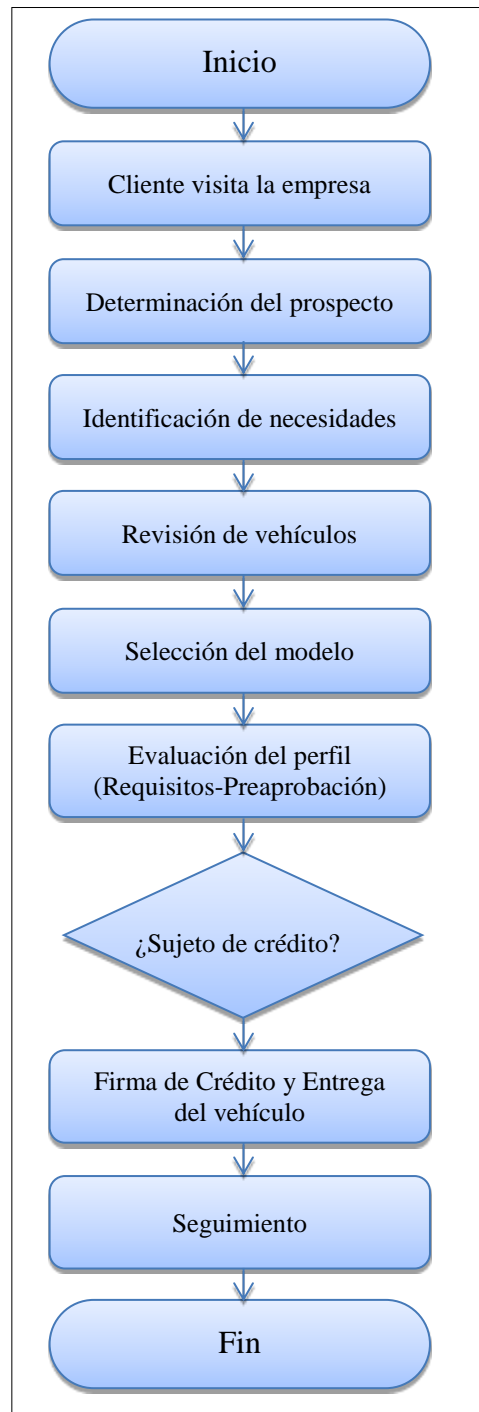 Inicio
Cliente visita la empresa
Determinación del prospecto
Identificación de necesidades
Revisión de vehículos
Selección del modelo
Evaluación del perfil
(Requisitos-Preaprobación)
¿Sujeto de crédito?
Firma de Crédito y Entrega
del vehículo
Seguimiento
Fin